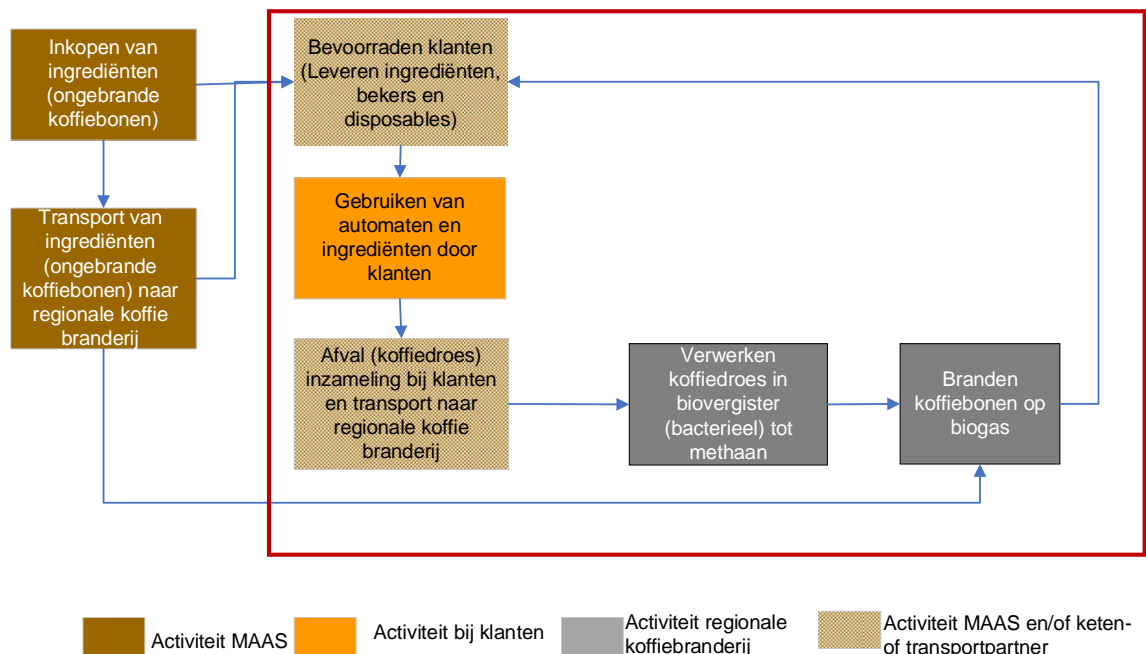 Inkopen van
ingrediënten
(ongebrande
koffiebonen)
Transport van
ingrediënten
(ongebrande
koffiebonen) naar
regionale koffie
branderij
Bevoorraden klanten
(Leveren ingrediënten,
bekers en
disposables)
Gebruiken van
automaten en
ingrediënten door
klanten
Afval (koffiedroes)
inzameling bij klanten
en transport naar
regionale koffie
branderij
Verwerken
koffiedroes in
biovergister
(bacterieel) tot
methaan
Branden
koffiebonen op
biogas
Activiteit MAAS
Activiteit bij klanten
Activiteit regionale
koffiebranderij
Activiteit MAAS en/of keten-
of transportpartner